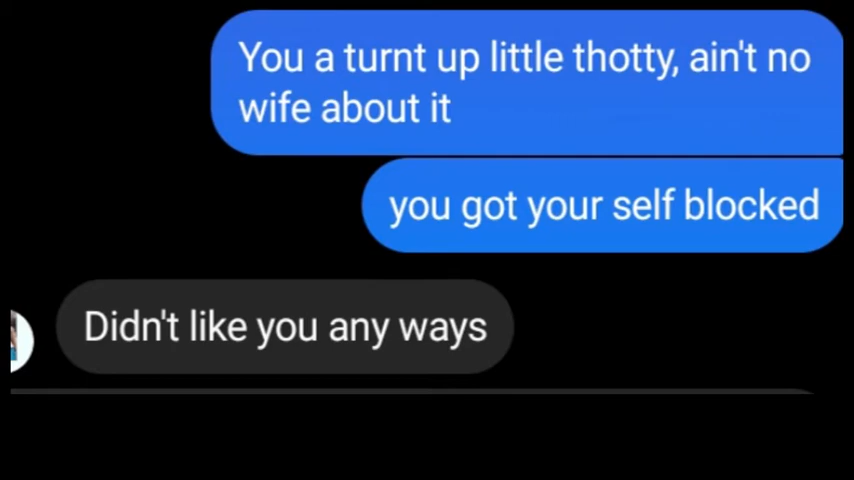 You a turnt up little thotty, ain't no
wife about it
you got your self blocked
Didn't like you any ways